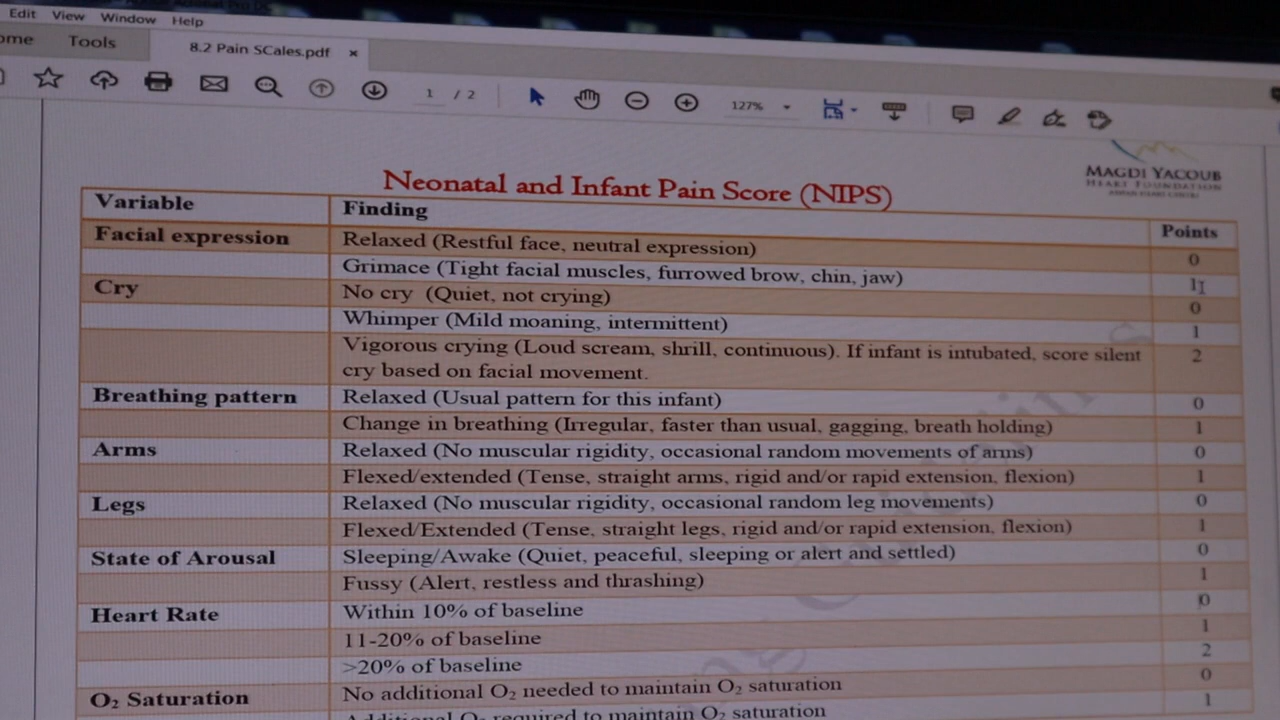 Edit View Window Help
ome Tools 8.2 Pain SCales.pdf ×
1 / 2 127%
MAGDI YACOUB
HEART FOUNDATION
Neonatal and Infant Pain Score (NIPS)
Variable Finding Points
Facial expression Relaxed (Restful face, neutral expression) 0
Grimace (Tight facial muscles, furrowed brow, chin, jaw) 1
Cry No cry (Quiet, not crying) 0
Whimper (Mild moaning, intermittent) 1
Vigorous crying (Loud scream, shrill, continuous). If infant is intubated, score silent 2
cry based on facial movement.
Breathing pattern Relaxed (Usual pattern for this infant) 0
Change in breathing (Irregular, faster than usual, gagging, breath holding) 1
Arms Relaxed (No muscular rigidity, occasional random movements of arms) 0
Flexed/extended (Tense, straight arms, rigid and/or rapid extension, flexion) 1
Legs Relaxed (No muscular rigidity, occasional random leg movements) 0
Flexed/Extended (Tense, straight legs, rigid and/or rapid extension, flexion) 1
State of Arousal Sleeping/Awake (Quiet, peaceful, sleeping or alert and settled) 0
Fussy (Alert, restless and thrashing) 1
Heart Rate Within 10% of baseline 0
11-20% of baseline 1
>20% of baseline 2
O₂ Saturation No additional O₂ needed to maintain O₂ saturation 0
Additional O₂ required to maintain O₂ saturation 1